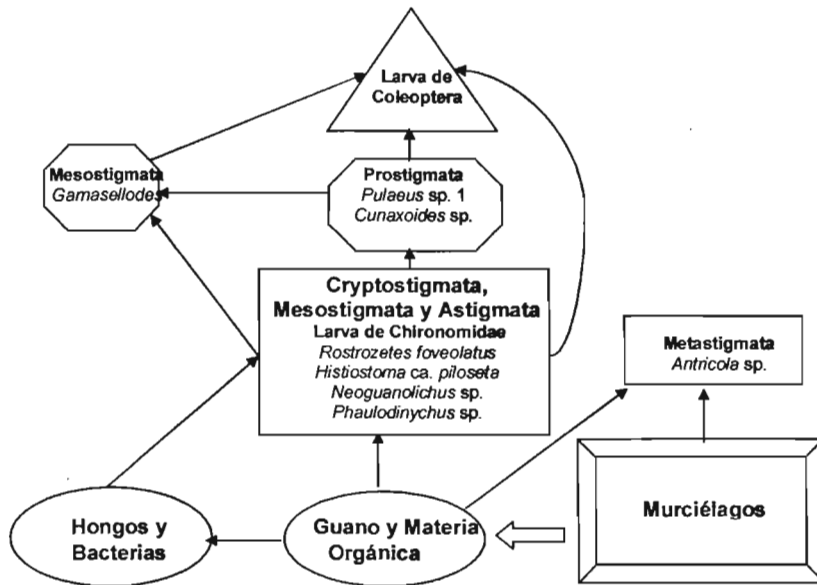 Larva de
Coleoptera
Mesostigmata
Gamasellodes
Prostigmata
Pulaeus sp. 1
Cunaxoides sp.
Cryptostigmata,
Mesostigmata y Astigmata
Larva de Chironomidae
Rostrozetes foveolatus
Histiostoma ca. piloseta
Neoguanolichus sp.
Phaulodinychus sp.
Metastigmata
Antricola sp.
Hongos y
Bacterias
Guano y Materia
Orgánica
Murciélagos